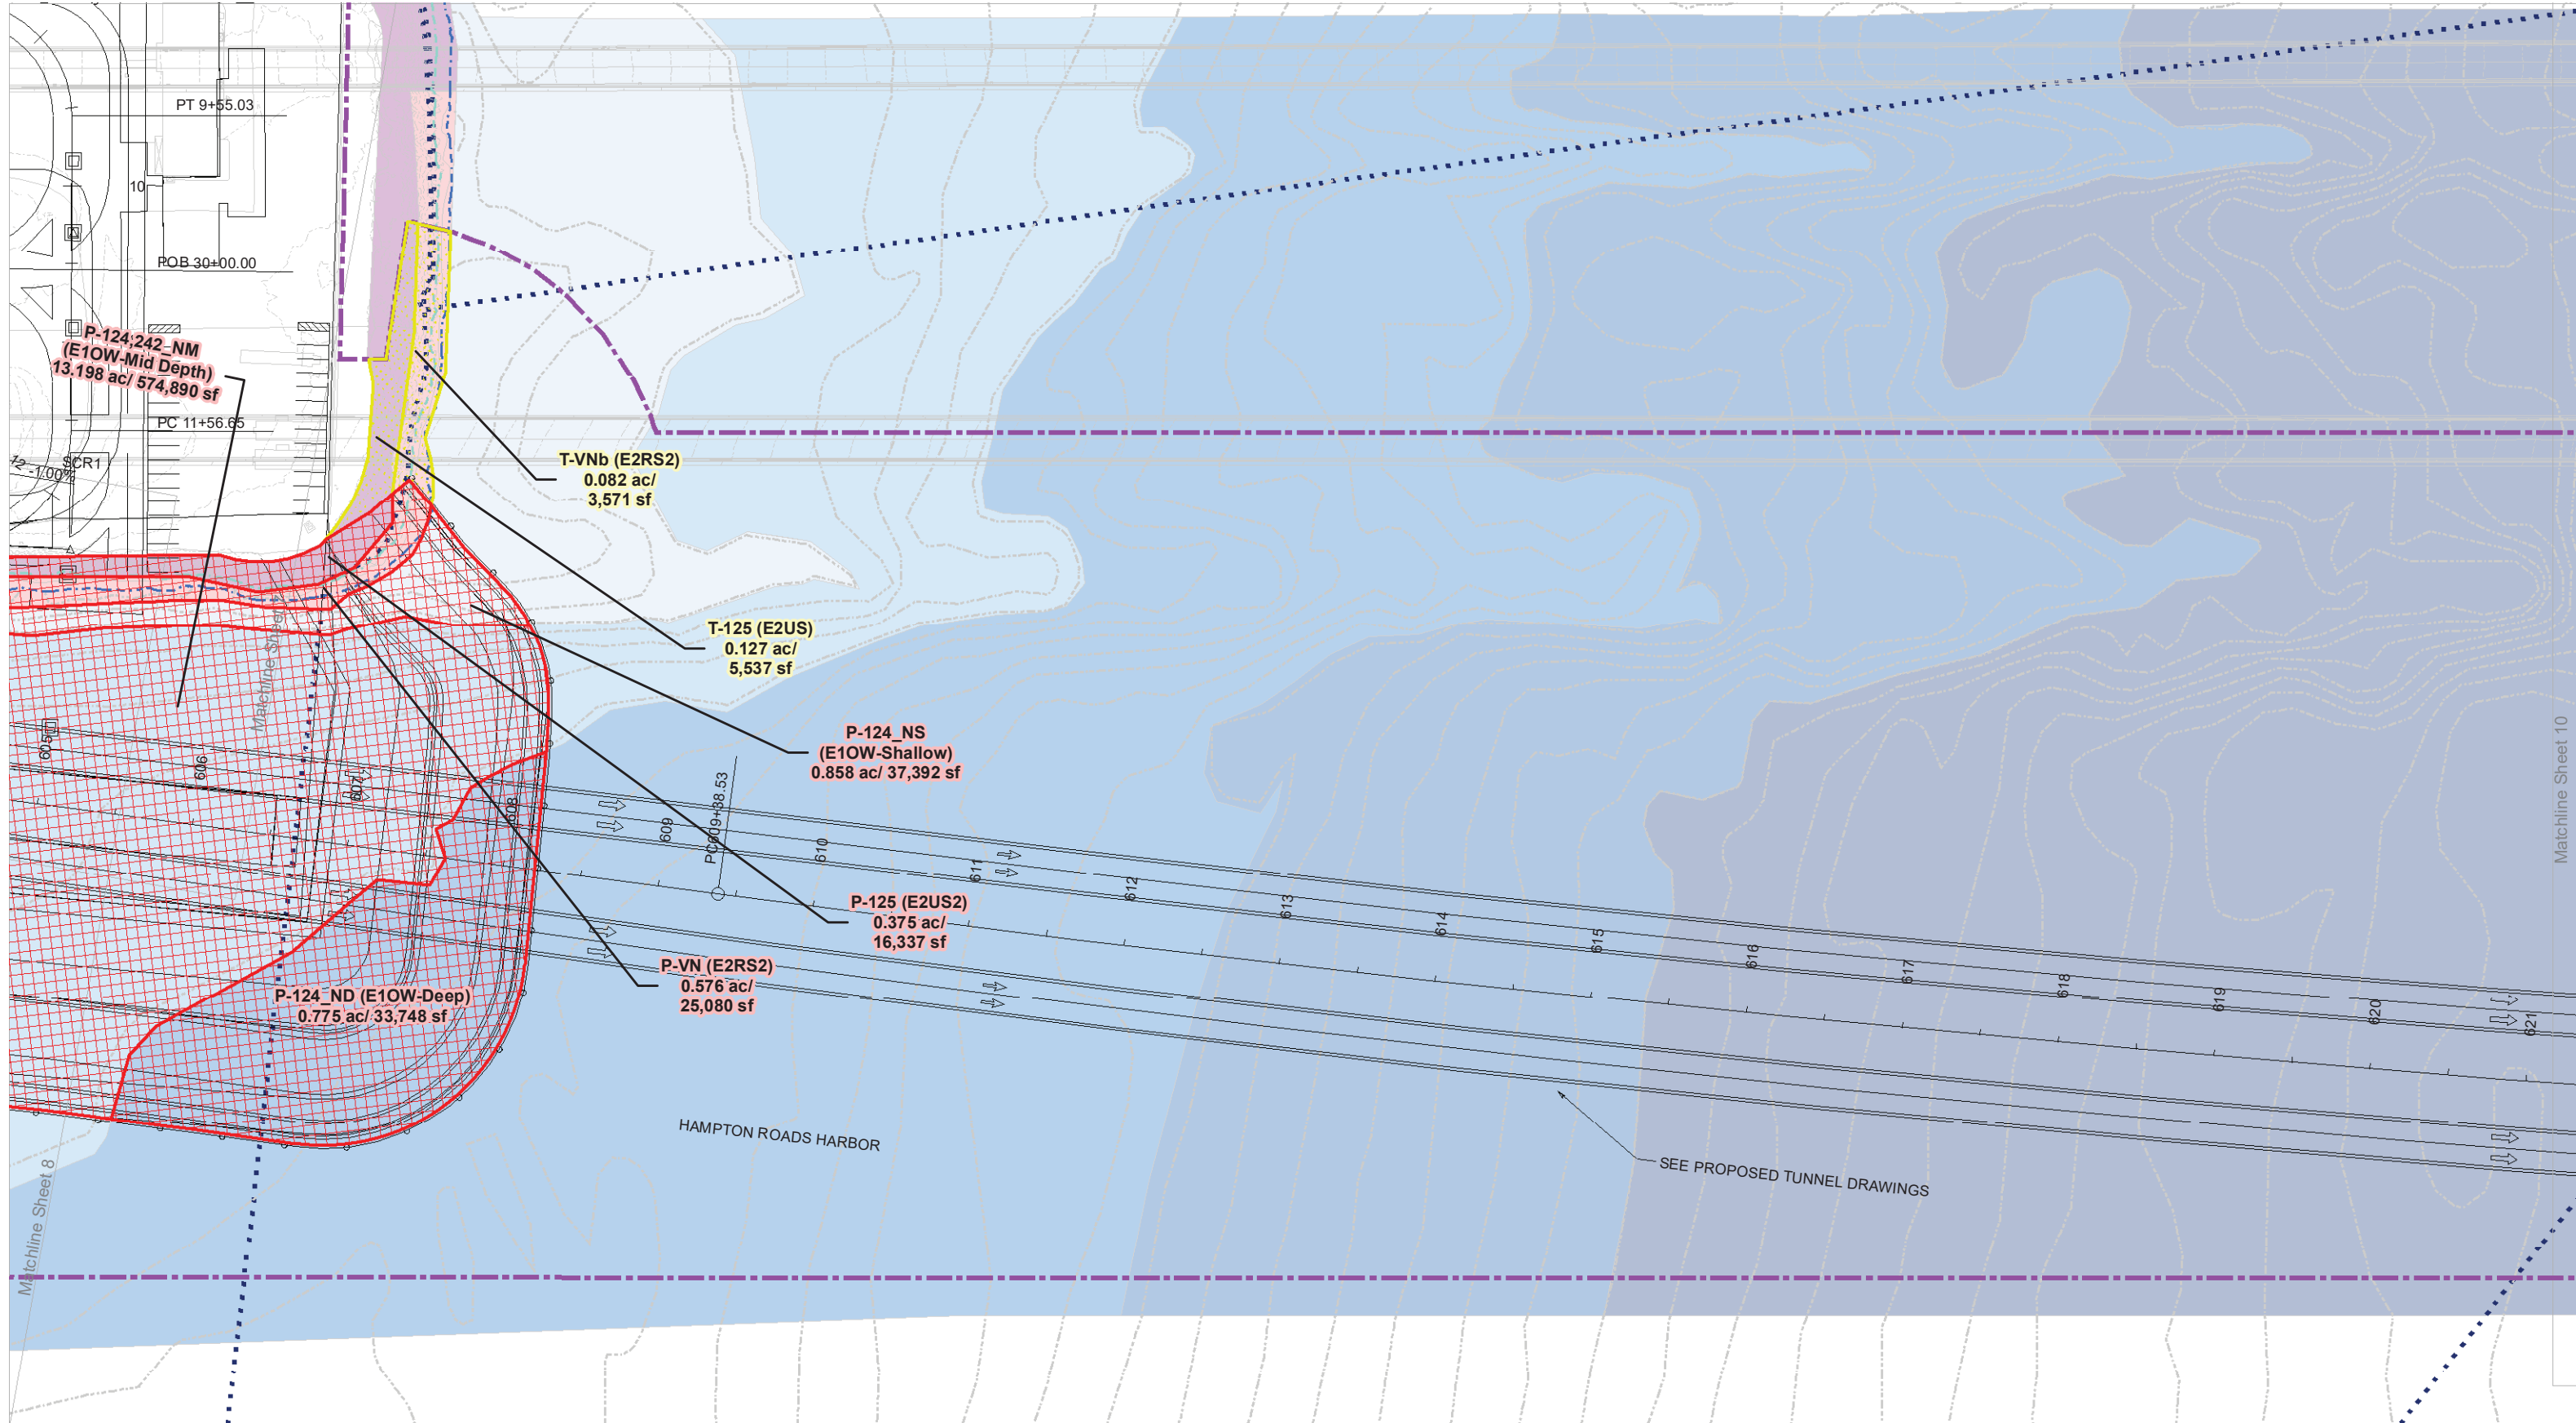 PT 9+55.03
10
POB 30+00.00
P-124;242_NM
(E1OW-Mid Depth)
13.198 ac/ 574,890 sf
PC 11+56.65
SCR1
12 -1.00%
T-VNb (E2RS2)
0.082 ac/
3,571 sf
T-125 (E2US)
0.127 ac/
5,537 sf
P-124_NS
(E1OW-Shallow)
0.858 ac/ 37,392 sf
P-125 (E2US2)
0.375 ac/
16,337 sf
P-VN (E2RS2)
0.576 ac/
25,080 sf
P-124_ND (E1OW-Deep)
0.775 ac/ 33,748 sf
Matchline Sheet
Matchline Sheet 8
Matchline Sheet 10
605
606
607
608
609
PC 609+38.53
610
611
612
613
614
615
616
617
618
619
620
621
HAMPTON ROADS HARBOR
SEE PROPOSED TUNNEL DRAWINGS